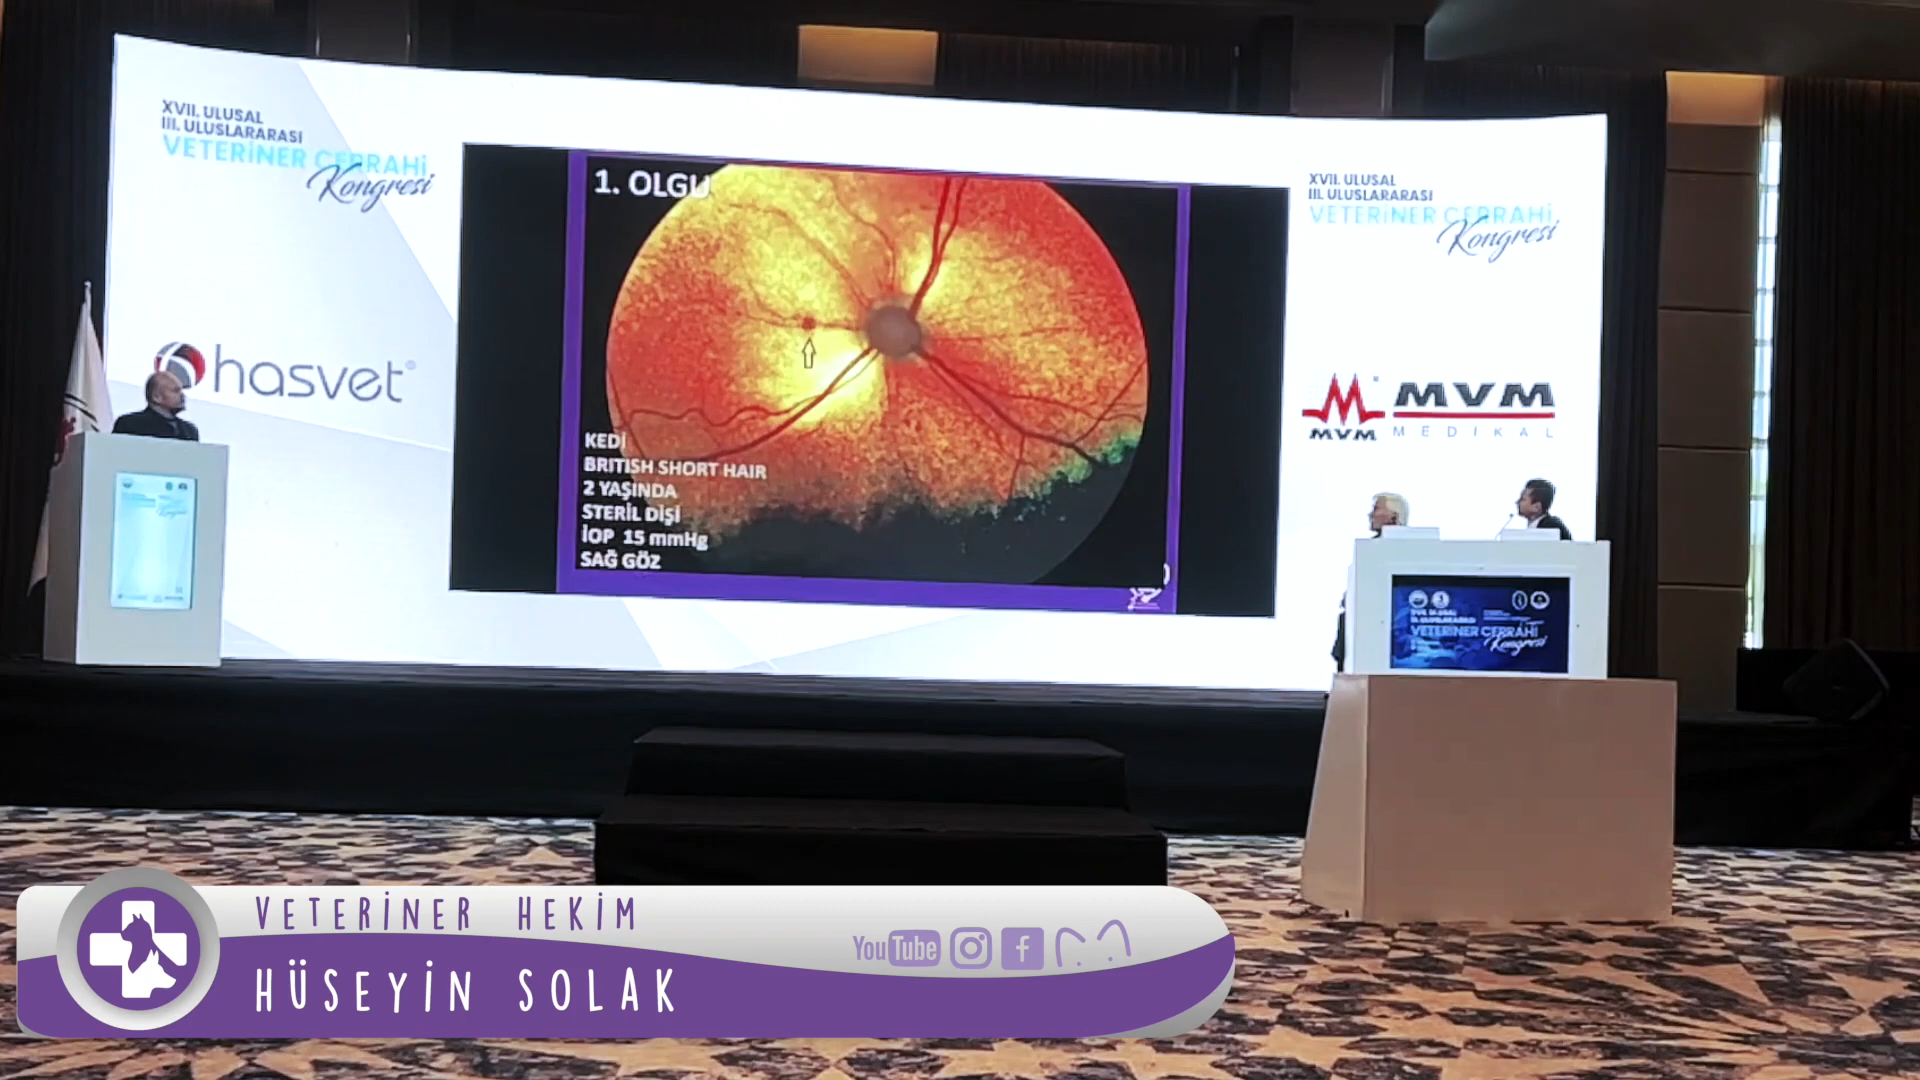 XVII. ULUSAL
III. ULUSLARARASI
VETERİNER CERRAHİ
Kongresi
hasvet
1. OLGU
KEDİ
BRITISH SHORT HAIR
2 YAŞINDA
STERİL DİŞİ
İOP 15 mmHg
SAĞ GÖZ
XVII. ULUSAL
III. ULUSLARARASI
VETERİNER CERRAHİ
Kongresi
MVM
MVM
MEDİKAL
VETERİNER CERRAHİ
Kongresi
VETERİNER HEKİM
HÜSEYİN SOLAK
YouTube